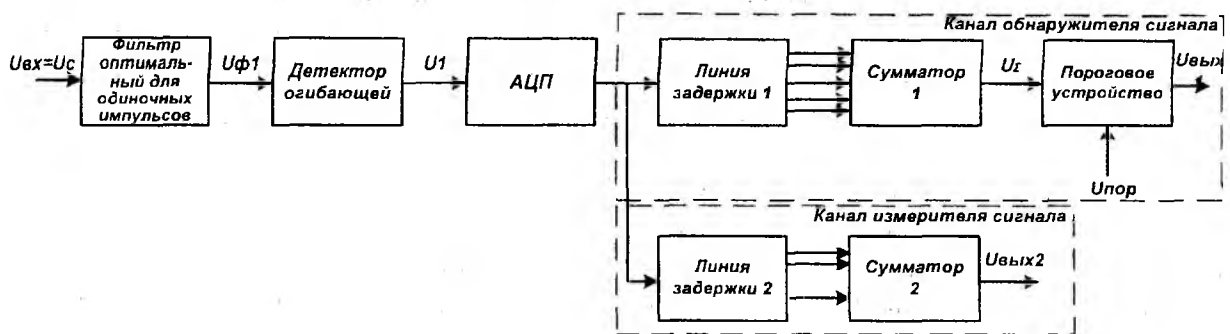 Канал обнаружителя сигнала
Uвх=Uс
Фильтр
оптималь-
ный для
одиночных
импульсов
Uф1
Детектор
огибающей
U1
АЦП
Линия
задержки 1
Сумматор
1
UΣ
Пороговое
устройство
Uвых
Uпор
Канал измерителя сигнала
Линия
задержки 2
Сумматор
2
Uвых2